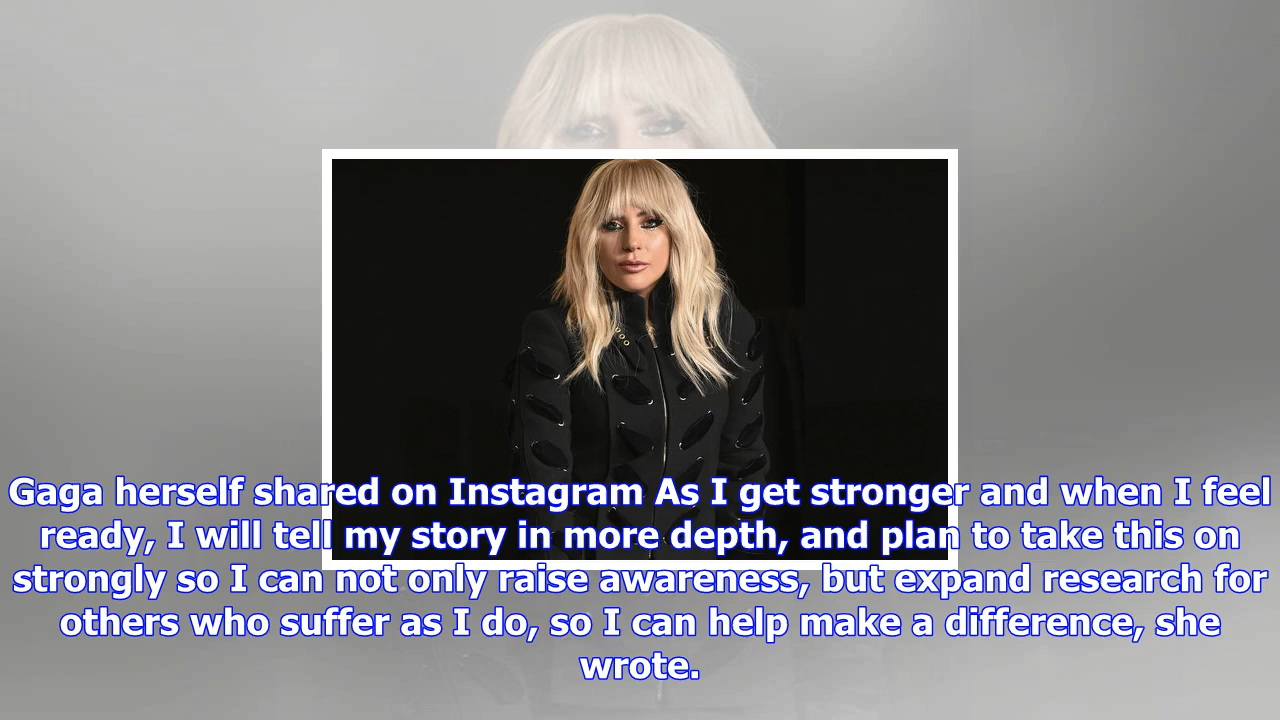 Gaga herself shared on Instagram As I get stronger and when I feel
ready, I will tell my story in more depth, and plan to take this on
strongly so I can not only raise awareness, but expand research for
others who suffer as I do, so I can help make a difference, she
wrote.